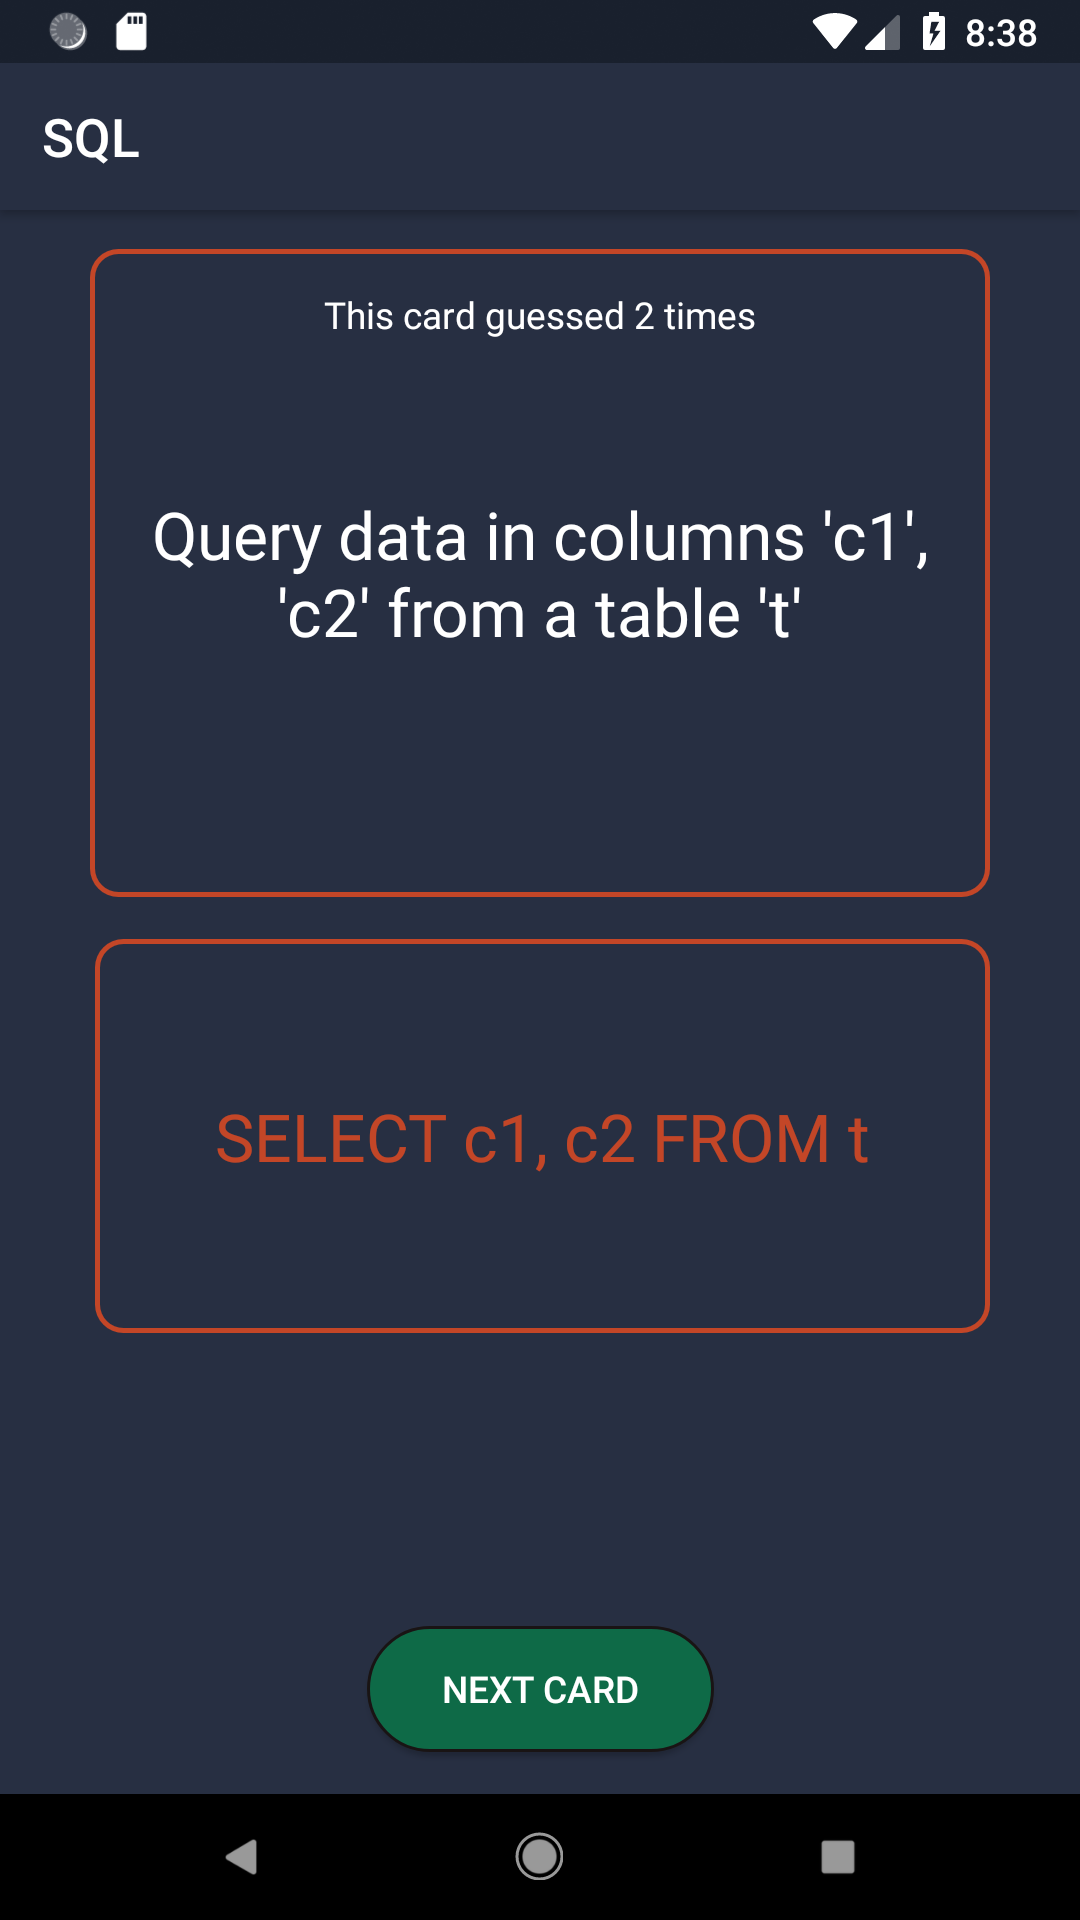 8:38
SQL
This card guessed 2 times
Query data in columns 'c1',
'c2' from a table 't'
SELECT c1, c2 FROM t
NEXT CARD